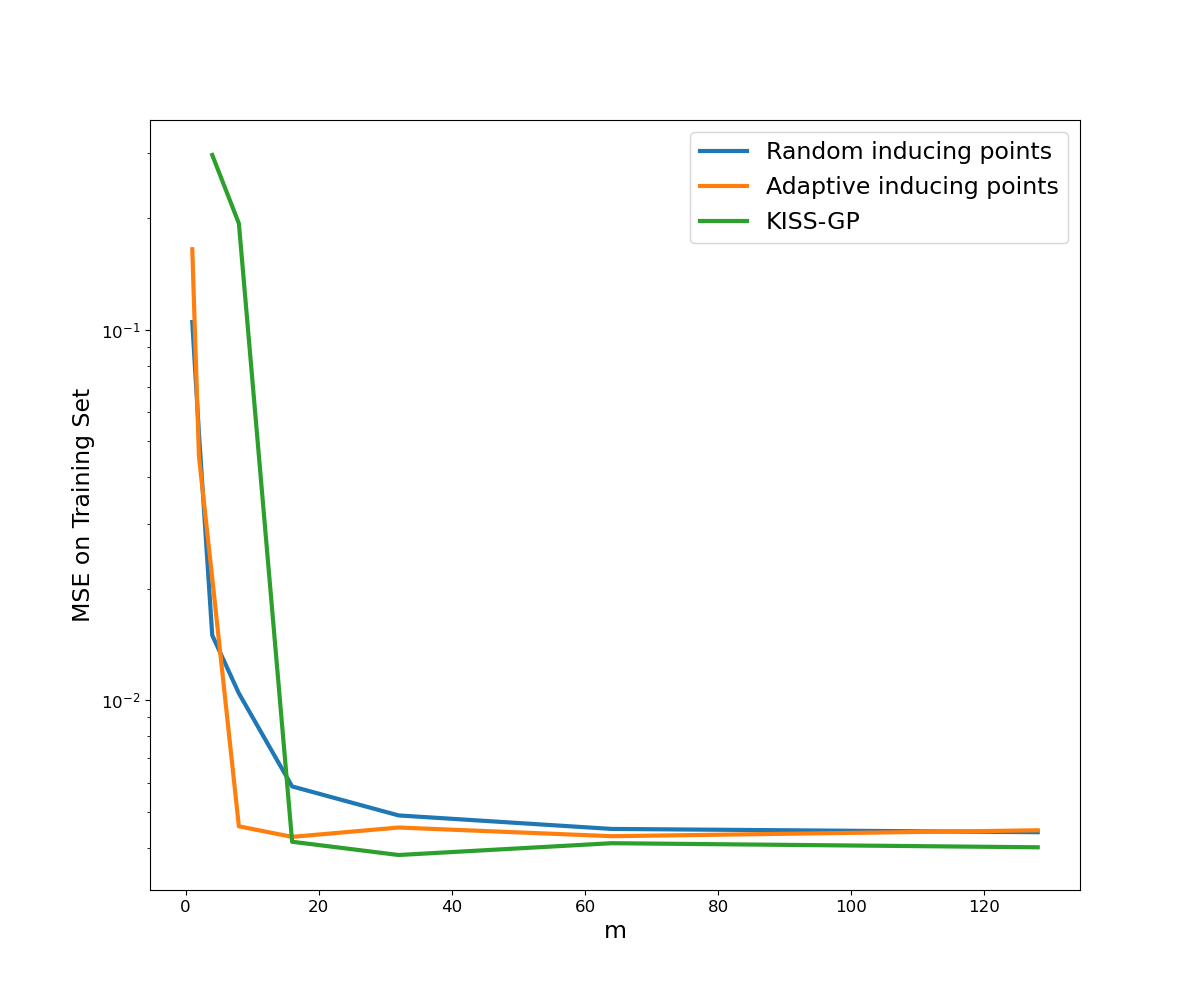 Random inducing points
Adaptive inducing points
KISS-GP
MSE on Training Set
10⁻¹
10⁻²
0 20 40 60 80 100 120
m